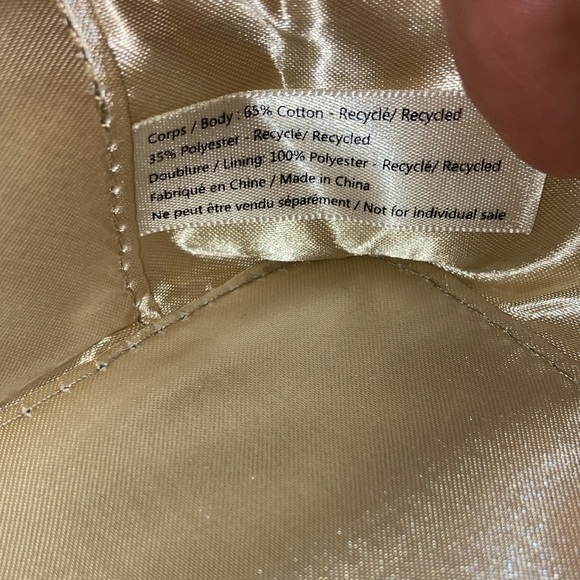 Corps / Body : 65% Cotton - Recyclé/ Recycled
35% Polyester - Recyclé/ Recycled
Doublure / Lining: 100% Polyester - Recyclé/ Recycled
Fabriqué en Chine / Made in China
Ne peut être vendu séparément / Not for individual sale